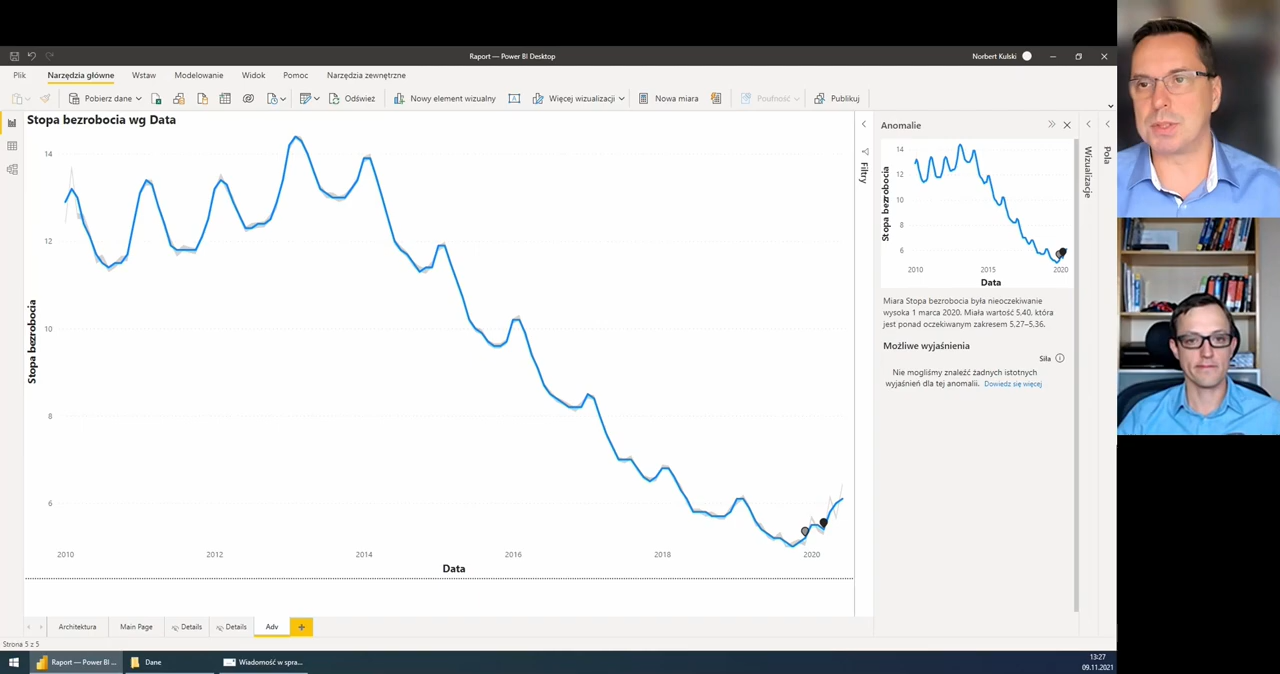 Raport — Power BI Desktop
Norbert Kulski
Plik
Narzędzia główne
Wstaw
Modelowanie
Widok
Pomoc
Narzędzia zewnętrzne
Pobierz dane
Odśwież
Nowy element wizualny
Więcej wizualizacji
Nowa miara
Poufność
Publikuj
Stopa bezrobocia wg Data
14
12
10
8
6
Stopa bezrobocia
2010
2012
2014
2016
2018
2020
Data
Filtry
Anomalie
14
12
10
8
6
Stopa bezrobocia
2010
2015
2020
Data
Miara Stopa bezrobocia była nieoczekiwanie
wysoka 1 marca 2020. Miała wartość 5.40, która
jest ponad oczekiwanym zakresem 5.27–5.36.
Możliwe wyjaśnienia
Siła
Nie mogliśmy znaleźć żadnych istotnych
wyjaśnień dla tej anomalii. Dowiedz się więcej
Wizualizacje
Pola
Architektura
Main Page
Details
Details
Adv
Strona 5 z 5
Raport — Power BI ...
Dane
Wiadomość w spra...
13:27
09.11.2021